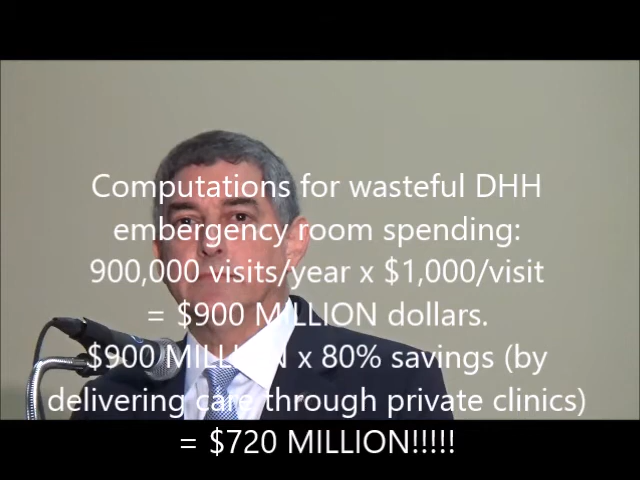 Computations for wasteful DHH
embergency room spending:
900,000 visits/year x $1,000/visit
= $900 MILLION dollars.
$900 MILLION x 80% savings (by
delivering care through private clinics)
= $720 MILLION!!!!!